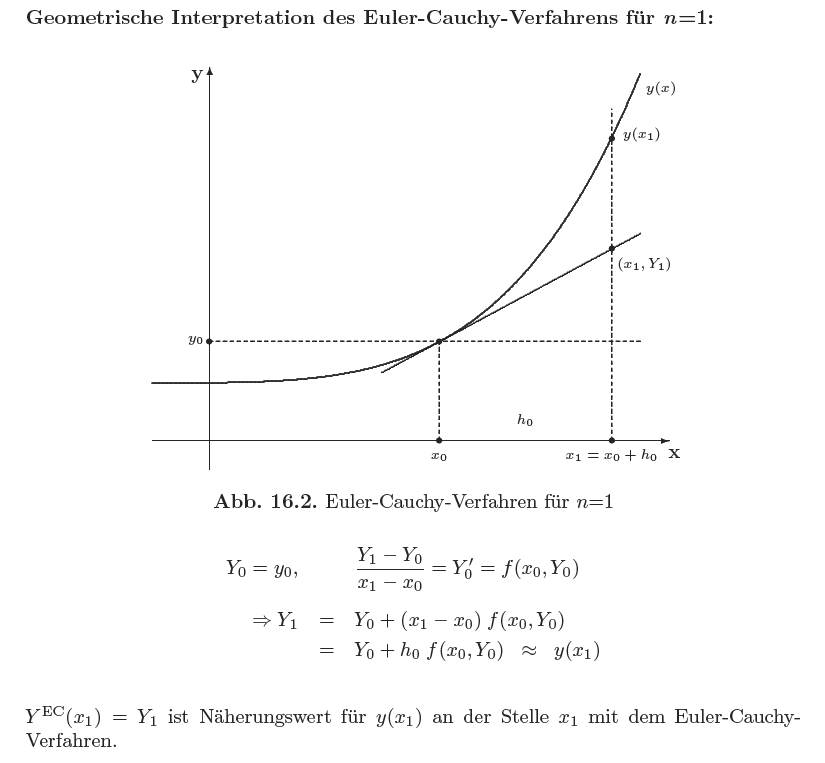 Geometrische Interpretation des Euler-Cauchy-Verfahrens für n=1:
y
y(x)
y(x₁)
(x₁, Y₁)
y₀
h₀
x₀
x₁ = x₀ + h₀
x
Abb. 16.2. Euler-Cauchy-Verfahren für n=1
Y₀ = y₀, (Y₁ − Y₀)/(x₁ − x₀) = Y₀′ = f(x₀, Y₀)
⇒ Y₁ = Y₀ + (x₁ − x₀) f(x₀, Y₀)
= Y₀ + h₀ f(x₀, Y₀) ≈ y(x₁)
Y^EC(x₁) = Y₁ ist Näherungswert für y(x₁) an der Stelle x₁ mit dem Euler-Cauchy-
Verfahren.